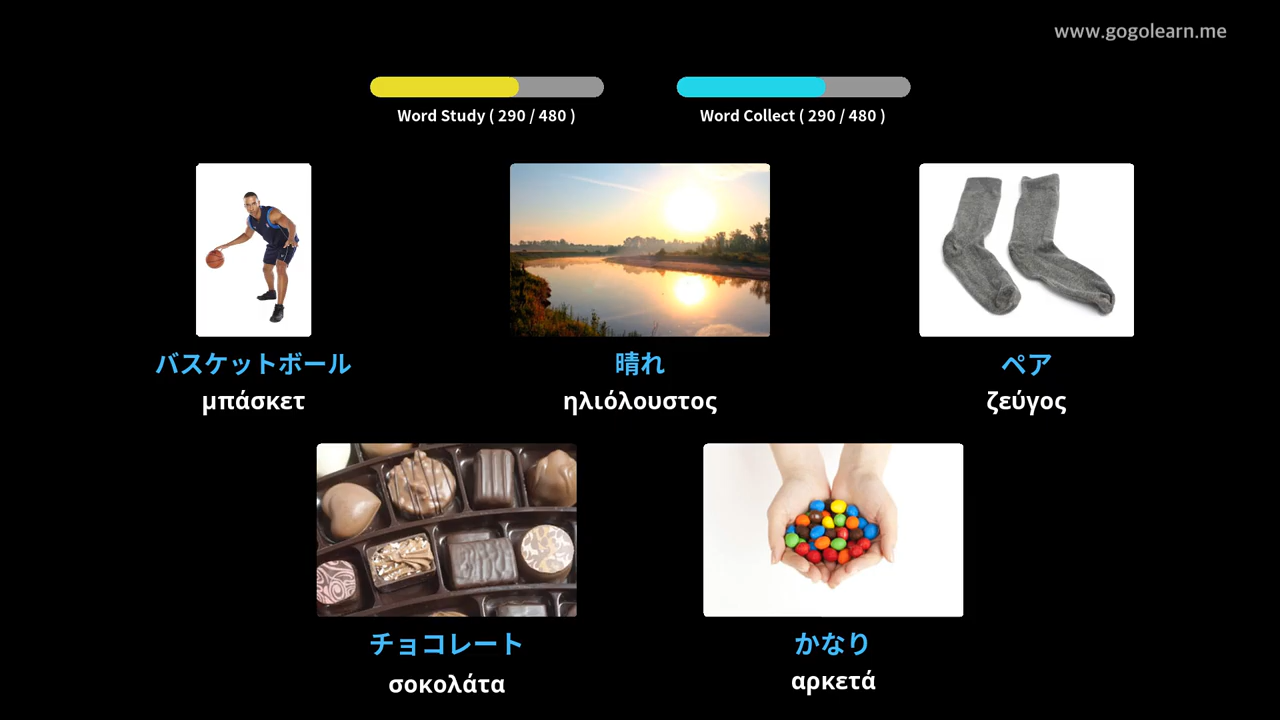 www.gogolearn.me
Word Study ( 290 / 480 )
Word Collect ( 290 / 480 )
バスケットボール
μπάσκετ
晴れ
ηλιόλουστος
ペア
ζεύγος
チョコレート
σοκολάτα
かなり
αρκετά